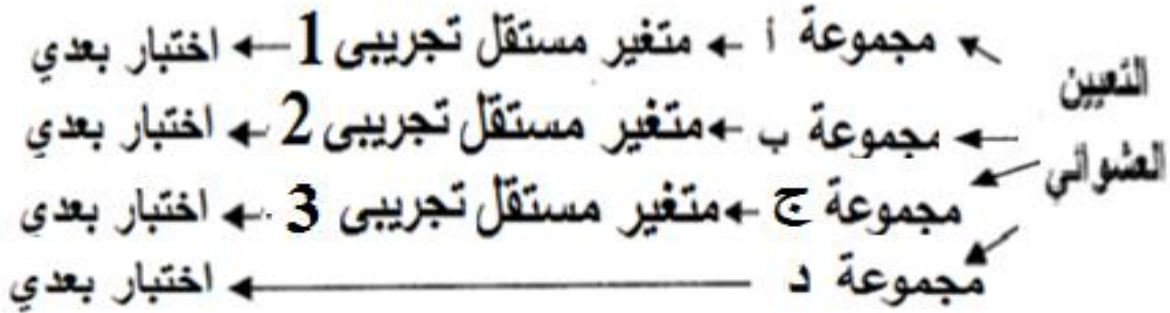 مجموعة أ ← متغير مستقل تجريبى 1 ← اختبار بعدي
التعيين
مجموعة ب ← متغير مستقل تجريبى 2 ← اختبار بعدي
العشوائي
مجموعة ج ← متغير مستقل تجريبى 3 ← اختبار بعدى
مجموعة د ← اختبار بعدي